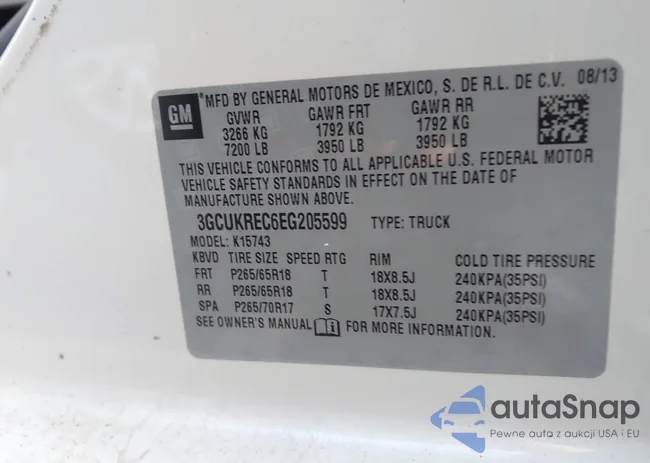 GM
*MFD BY GENERAL MOTORS DE MEXICO, S. DE R.L. DE C.V. 08/13
GVWR GAWR FRT GAWR RR
3266 KG 1792 KG 1792 KG
7200 LB 3950 LB 3950 LB
THIS VEHICLE CONFORMS TO ALL APPLICABLE U.S. FEDERAL MOTOR
VEHICLE SAFETY STANDARDS IN EFFECT ON THE DATE OF
MANUFACTURE SHOWN ABOVE.
3GCUKREC6EG205599 TYPE: TRUCK
MODEL: K15743
KBVD TIRE SIZE SPEED RTG RIM COLD TIRE PRESSURE
FRT P265/65R18 T 18X8.5J 240KPA(35PSI)
RR P265/65R18 T 18X8.5J 240KPA(35PSI)
SPA P265/70R17 S 17X7.5J 240KPA(35PSI)
SEE OWNER'S MANUAL FOR MORE INFORMATION.
autaSnap
Pewne auta z aukcji USA i EU